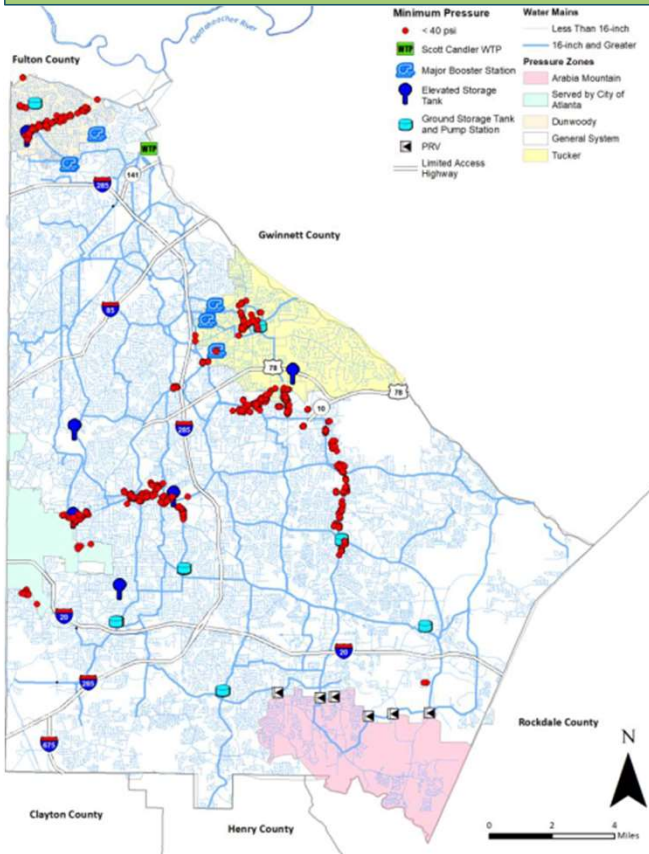 Minimum Pressure
< 40 psi
WTP
Scott Candler WTP
Major Booster Station
Elevated Storage
Tank
Ground Storage Tank
and Pump Station
PRV
Limited Access
Highway
Water Mains
Less Than 16-inch
16-inch and Greater
Pressure Zones
Arabia Mountain
Served by City of
Atlanta
Dunwoody
General System
Tucker
Chattahoochee River
Fulton County
WTP
141
285
Gwinnett County
85
78
78
10
285
20
20
285
675
Rockdale County
N
Clayton County
Henry County
0 2 4
Miles